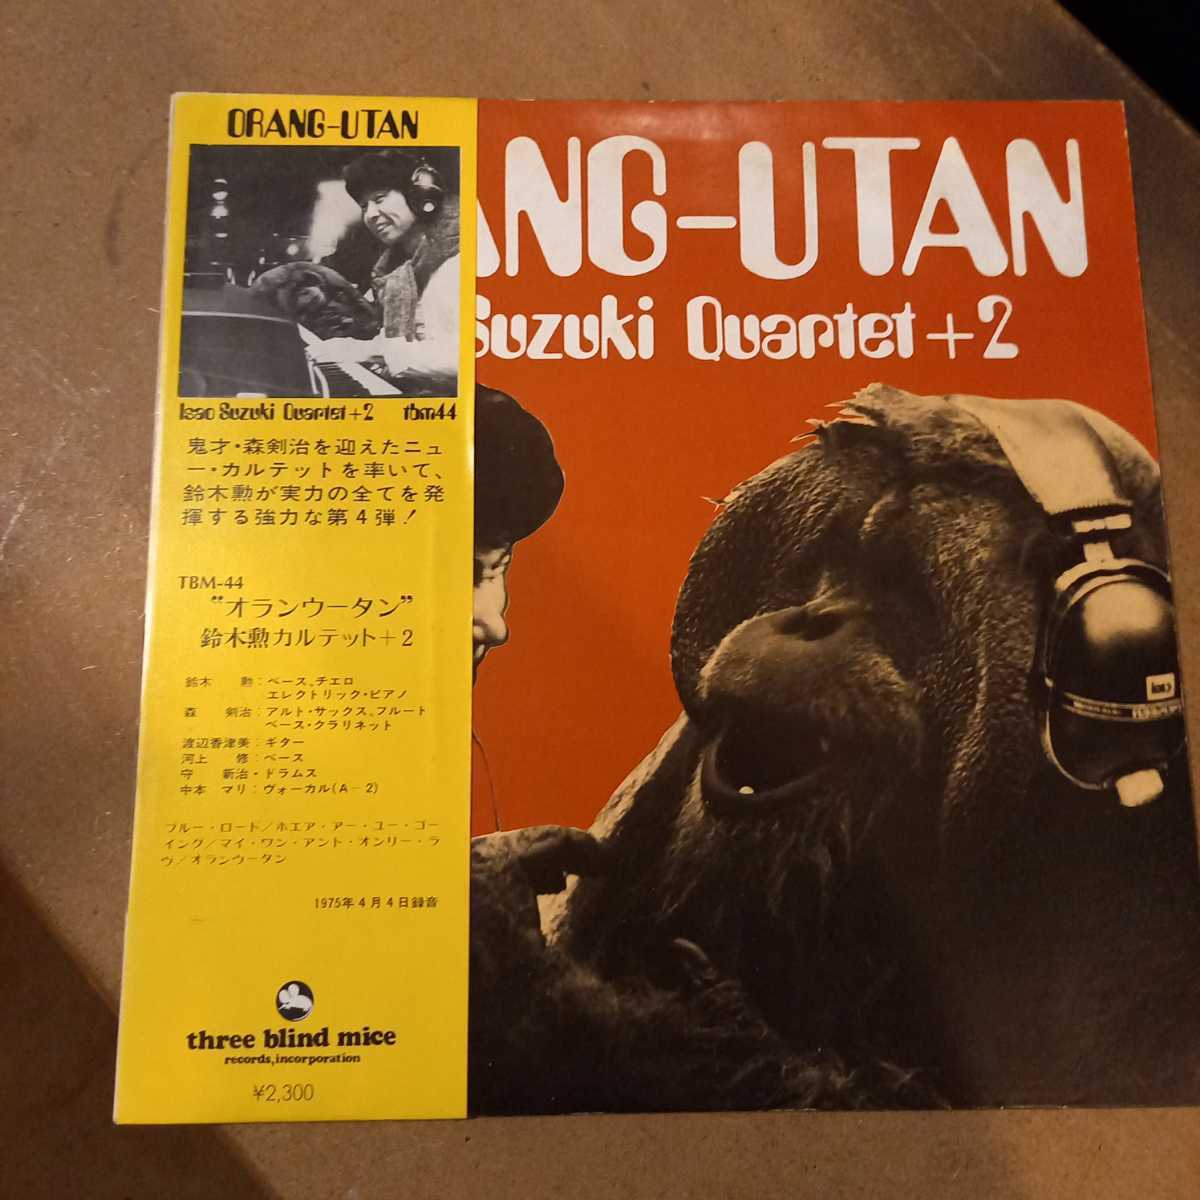 ORANG-UTAN
Isao Suzuki Quartet+2 tbm44
鬼才・森剣治を迎えたニュ
ー・カルテットを率いて、
鈴木勲が実力の全てを発
揮する強力な第4弾!
TBM-44
“オランウータン”
鈴木勲カルテット+2
鈴木 勲:ベース、チエロ
エレクトリック・ピアノ
森 剣治:アルト・サックス、フルート
ベース・クラリネット
渡辺香津美:ギター
河上 修:ベース
守 新治・ドラムス
中本 マリ:ヴォーカル(A-2)
ブルー・ロード/ホエア・アー・ユー・ゴー
イング/マイ・ワン・アンド・オンリー・ラ
ヴ/オランウータン
1975年4月4日録音
three blind mice
records, incorporation
¥2,300
ANG-UTAN
Suzuki Quartet+2